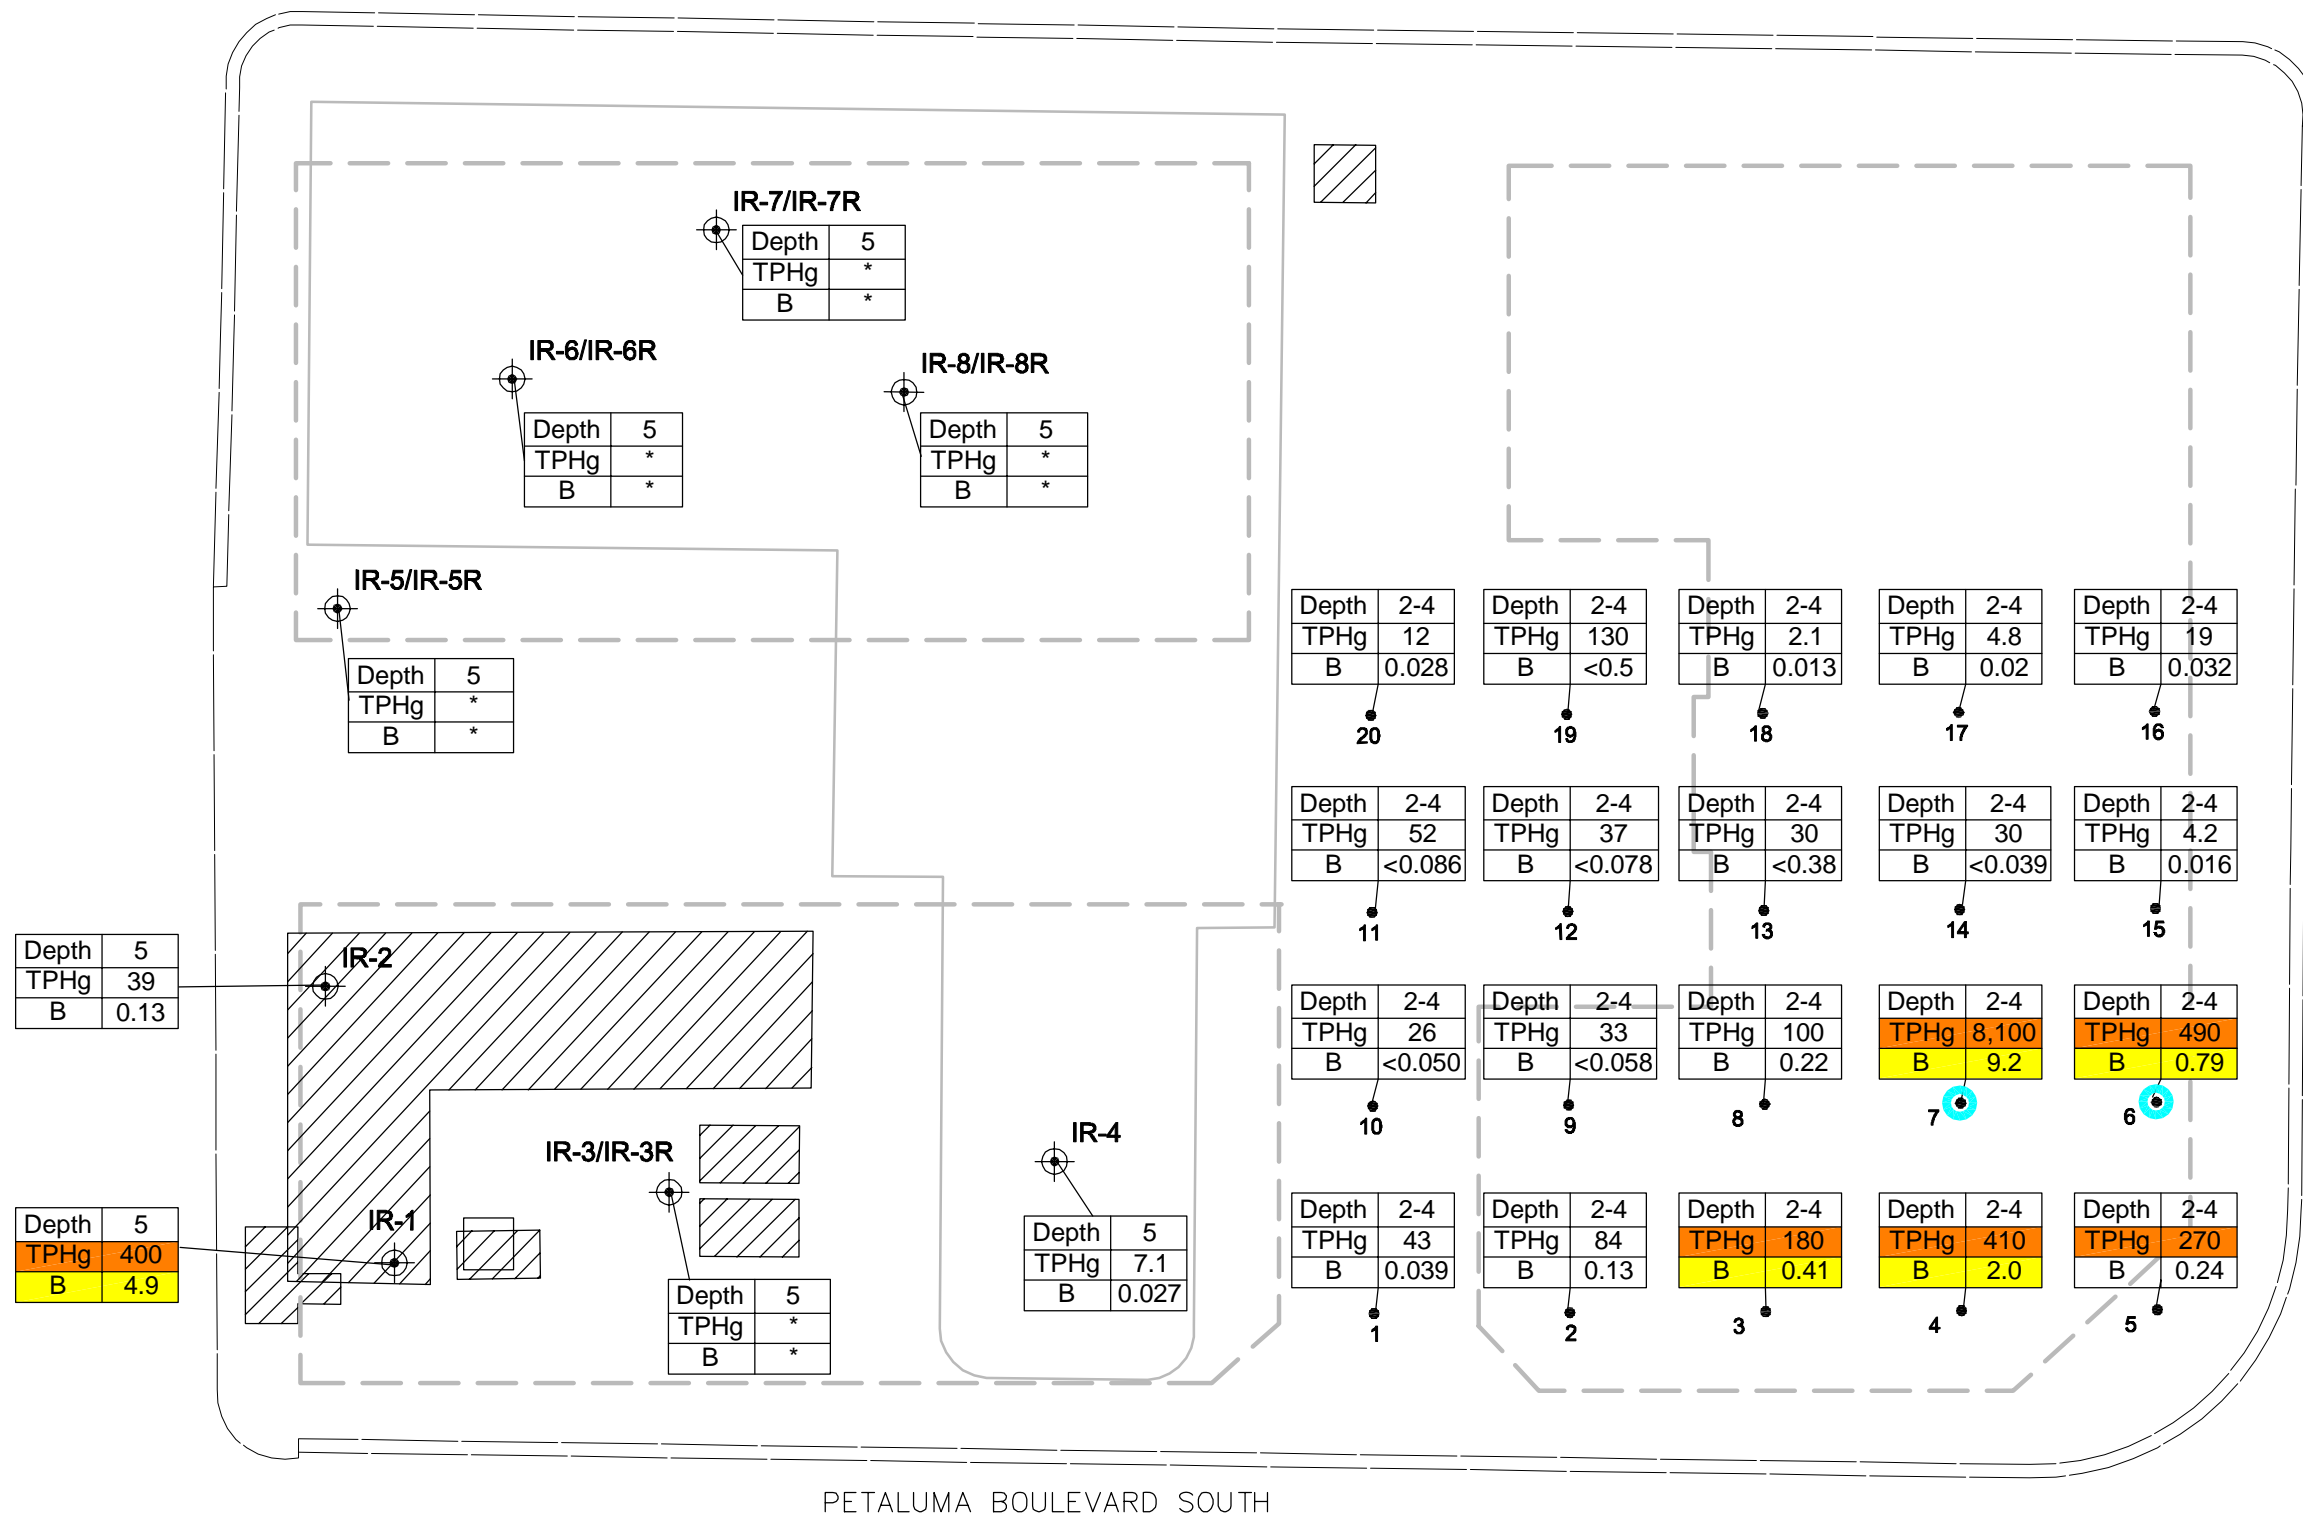 IR-7/IR-7R
Depth 5
TPHg *
B *
IR-6/IR-6R
Depth 5
TPHg *
B *
IR-8/IR-8R
Depth 5
TPHg *
B *
IR-5/IR-5R
Depth 5
TPHg *
B *
Depth 2-4
TPHg 12
B 0.028
20
Depth 2-4
TPHg 130
B <0.5
19
Depth 2-4
TPHg 2.1
B 0.013
18
Depth 2-4
TPHg 4.8
B 0.02
17
Depth 2-4
TPHg 19
B 0.032
16
Depth 2-4
TPHg 52
B <0.086
11
Depth 2-4
TPHg 37
B <0.078
12
Depth 2-4
TPHg 30
B <0.38
13
Depth 2-4
TPHg 30
B <0.039
14
Depth 2-4
TPHg 4.2
B 0.016
15
IR-2
Depth 5
TPHg 39
B 0.13
Depth 2-4
TPHg 26
B <0.050
10
Depth 2-4
TPHg 33
B <0.058
9
Depth 2-4
TPHg 100
B 0.22
8
Depth 2-4
TPHg 8,100
B 9.2
7
Depth 2-4
TPHg 490
B 0.79
6
IR-1
Depth 5
TPHg 400
B 4.9
IR-3/IR-3R
Depth 5
TPHg *
B *
IR-4
Depth 5
TPHg 7.1
B 0.027
Depth 2-4
TPHg 43
B 0.039
1
Depth 2-4
TPHg 84
B 0.13
2
Depth 2-4
TPHg 180
B 0.41
3
Depth 2-4
TPHg 410
B 2.0
4
Depth 2-4
TPHg 270
B 0.24
5
PETALUMA BOULEVARD SOUTH